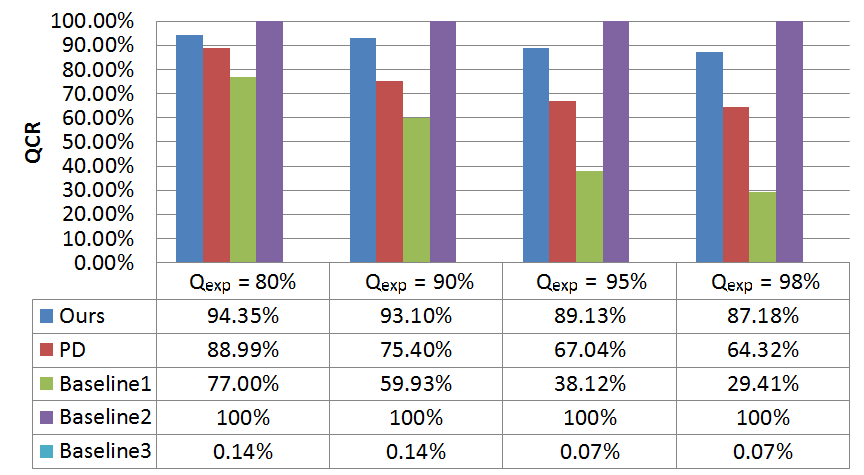 100.00%
90.00%
80.00%
70.00%
60.00%
50.00%
40.00%
30.00%
20.00%
10.00%
0.00%
QCR
Qexp = 80% Qexp = 90% Qexp = 95% Qexp = 98%
Ours 94.35% 93.10% 89.13% 87.18%
PD 88.99% 75.40% 67.04% 64.32%
Baseline1 77.00% 59.93% 38.12% 29.41%
Baseline2 100% 100% 100% 100%
Baseline3 0.14% 0.14% 0.07% 0.07%